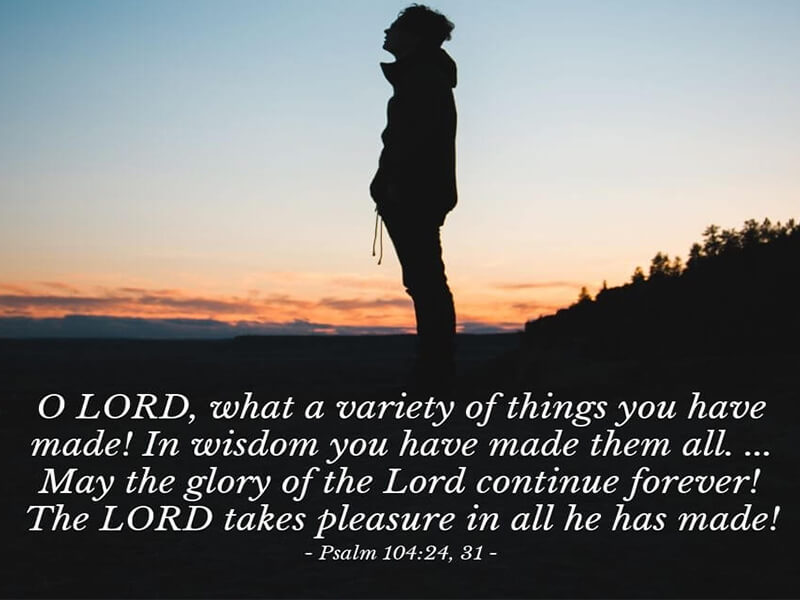 O LORD, what a variety of things you have
made! In wisdom you have made them all. ...
May the glory of the Lord continue forever!
The LORD takes pleasure in all he has made!
- Psalm 104:24, 31 -